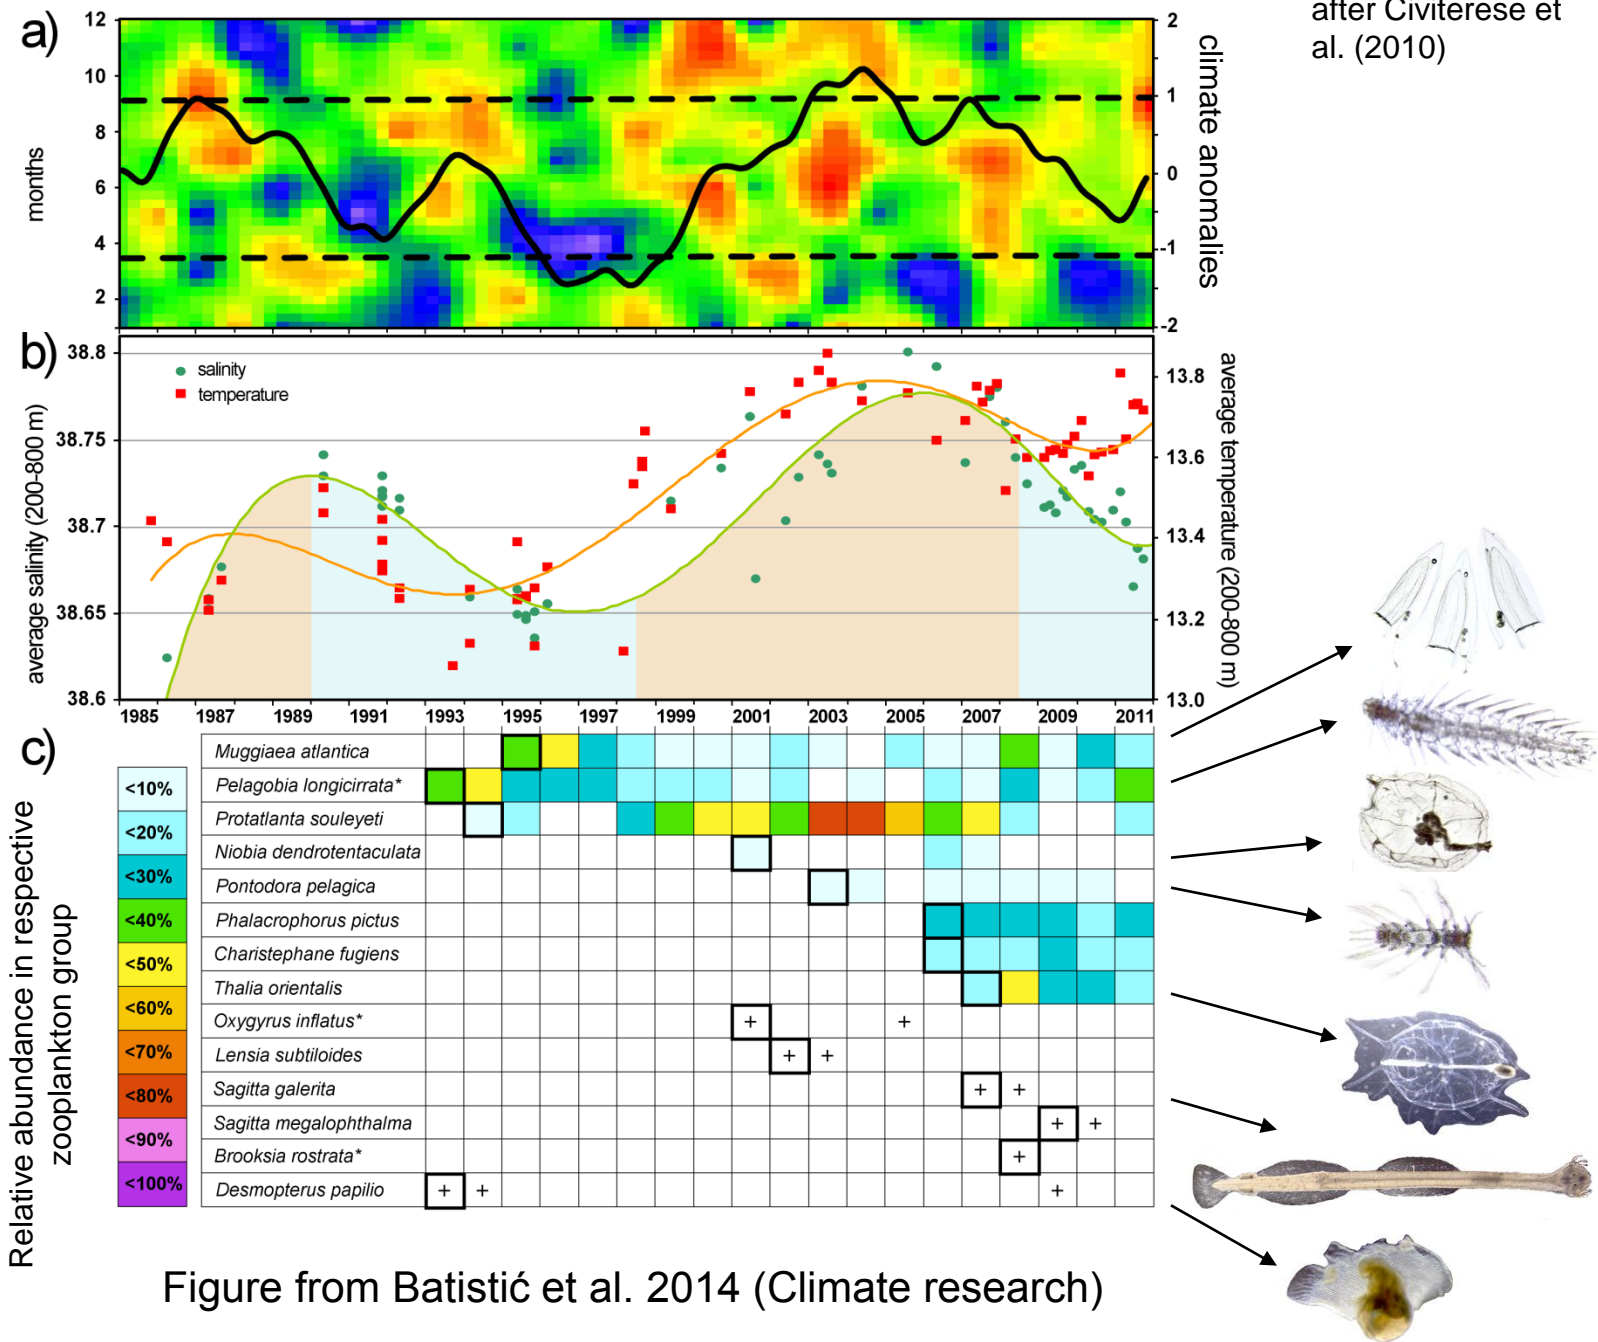 after Civiterese et
al. (2010)
a)
12
10
8
6
4
2
months
2
1
0
-1
-2
climate anomalies
b)
38.8
38.75
38.7
38.65
38.6
average salinity (200-800 m)
salinity
temperature
13.8
13.6
13.4
13.2
13.0
average temperature (200-800 m)
1985 1987 1989 1991 1993 1995 1997 1999 2001 2003 2005 2007 2009 2011
c)
Relative abundance in respective
zooplankton group
<10%
<20%
<30%
<40%
<50%
<60%
<70%
<80%
<90%
<100%
Muggiaea atlantica
Pelagobia longicirrata*
Protatlanta souleyeti
Niobia dendrotentaculata
Pontodora pelagica
Phalacrophorus pictus
Charistephane fugiens
Thalia orientalis
Oxygyrus inflatus* + +
Lensia subtiloides + +
Sagitta galerita + +
Sagitta megalophthalma + +
Brooksia rostrata* +
Desmopterus papilio + + +
Figure from Batistić et al. 2014 (Climate research)